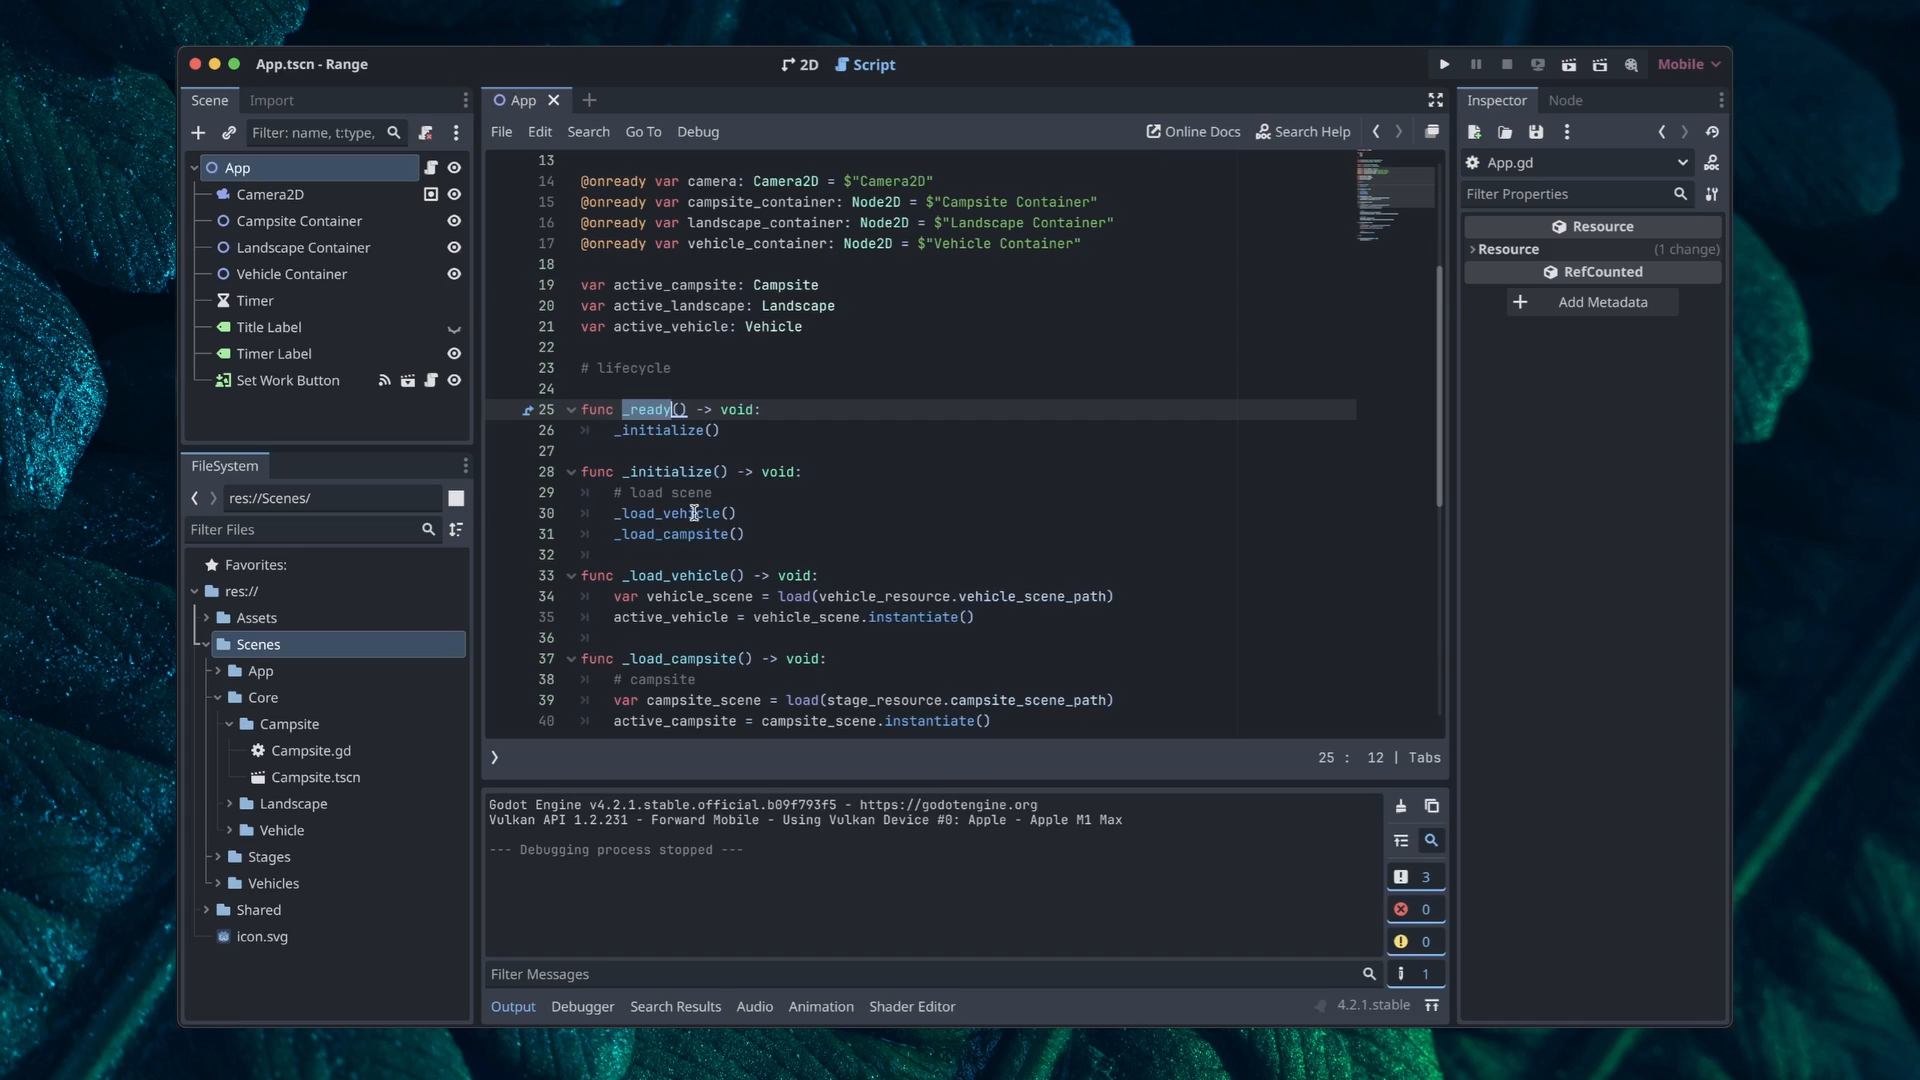 App.tscn - Range
2D
Script
Mobile
Scene
Import
Filter: name, t:type,
App
Camera2D
Campsite Container
Landscape Container
Vehicle Container
Timer
Title Label
Timer Label
Set Work Button
FileSystem
res://Scenes/
Filter Files
Favorites:
res://
Assets
Scenes
App
Core
Campsite
Campsite.gd
Campsite.tscn
Landscape
Vehicle
Stages
Vehicles
Shared
icon.svg
App
File Edit Search Go To Debug
Online Docs Search Help
13
14 @onready var camera: Camera2D = $"Camera2D"
15 @onready var campsite_container: Node2D = $"Campsite Container"
16 @onready var landscape_container: Node2D = $"Landscape Container"
17 @onready var vehicle_container: Node2D = $"Vehicle Container"
18
19 var active_campsite: Campsite
20 var active_landscape: Landscape
21 var active_vehicle: Vehicle
22
23 # lifecycle
24
25 func _ready() -> void:
26 _initialize()
27
28 func _initialize() -> void:
29 # load scene
30 _load_vehicle()
31 _load_campsite()
32
33 func _load_vehicle() -> void:
34 var vehicle_scene = load(vehicle_resource.vehicle_scene_path)
35 active_vehicle = vehicle_scene.instantiate()
36
37 func _load_campsite() -> void:
38 # campsite
39 var campsite_scene = load(stage_resource.campsite_scene_path)
40 active_campsite = campsite_scene.instantiate()
25 : 12 | Tabs
Godot Engine v4.2.1.stable.official.b09f793f5 - https://godotengine.org
Vulkan API 1.2.231 - Forward Mobile - Using Vulkan Device #0: Apple - Apple M1 Max
--- Debugging process stopped ---
3
0
0
1
Filter Messages
Output Debugger Search Results Audio Animation Shader Editor
4.2.1.stable
Inspector
Node
App.gd
Filter Properties
Resource
Resource (1 change)
RefCounted
Add Metadata